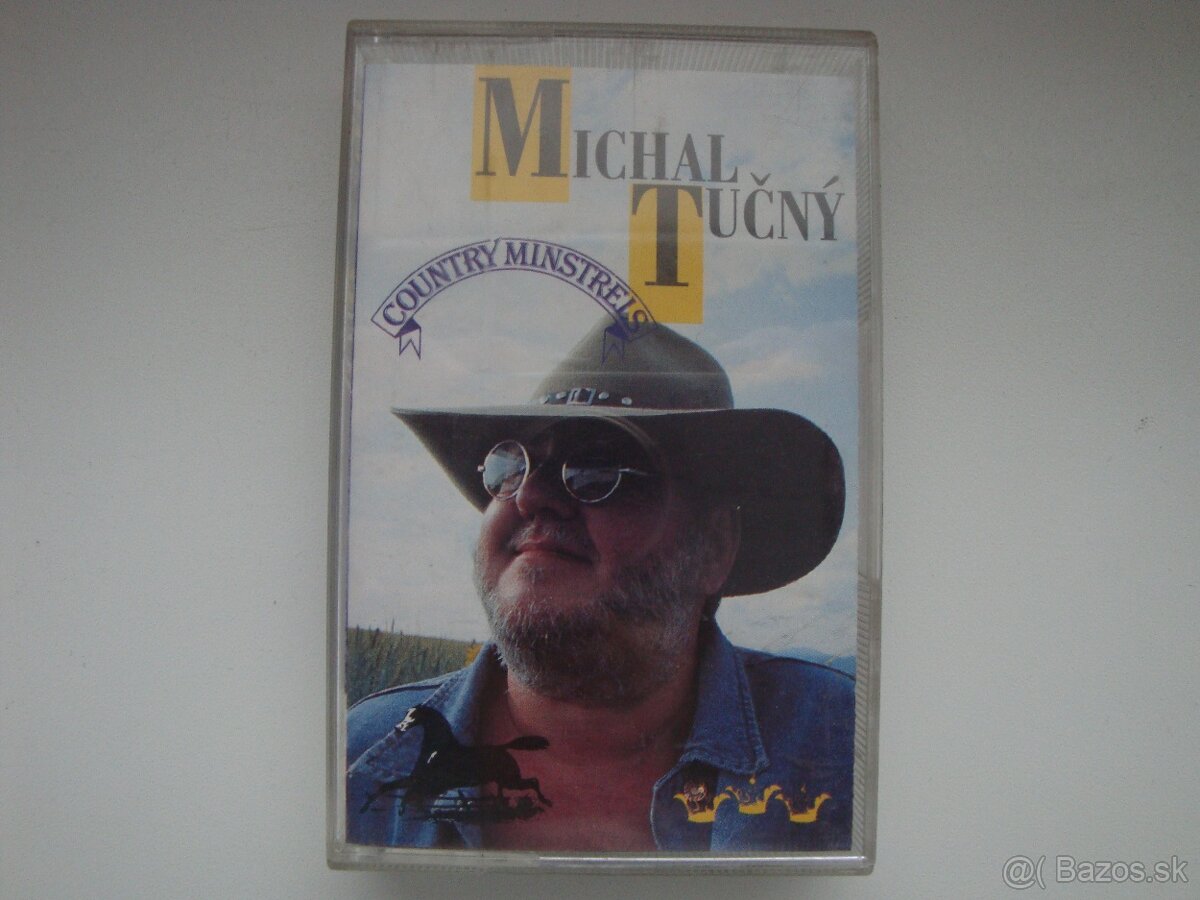 MICHAL
TUČNÝ
COUNTRY MINSTRELS
@( Bazos.sk